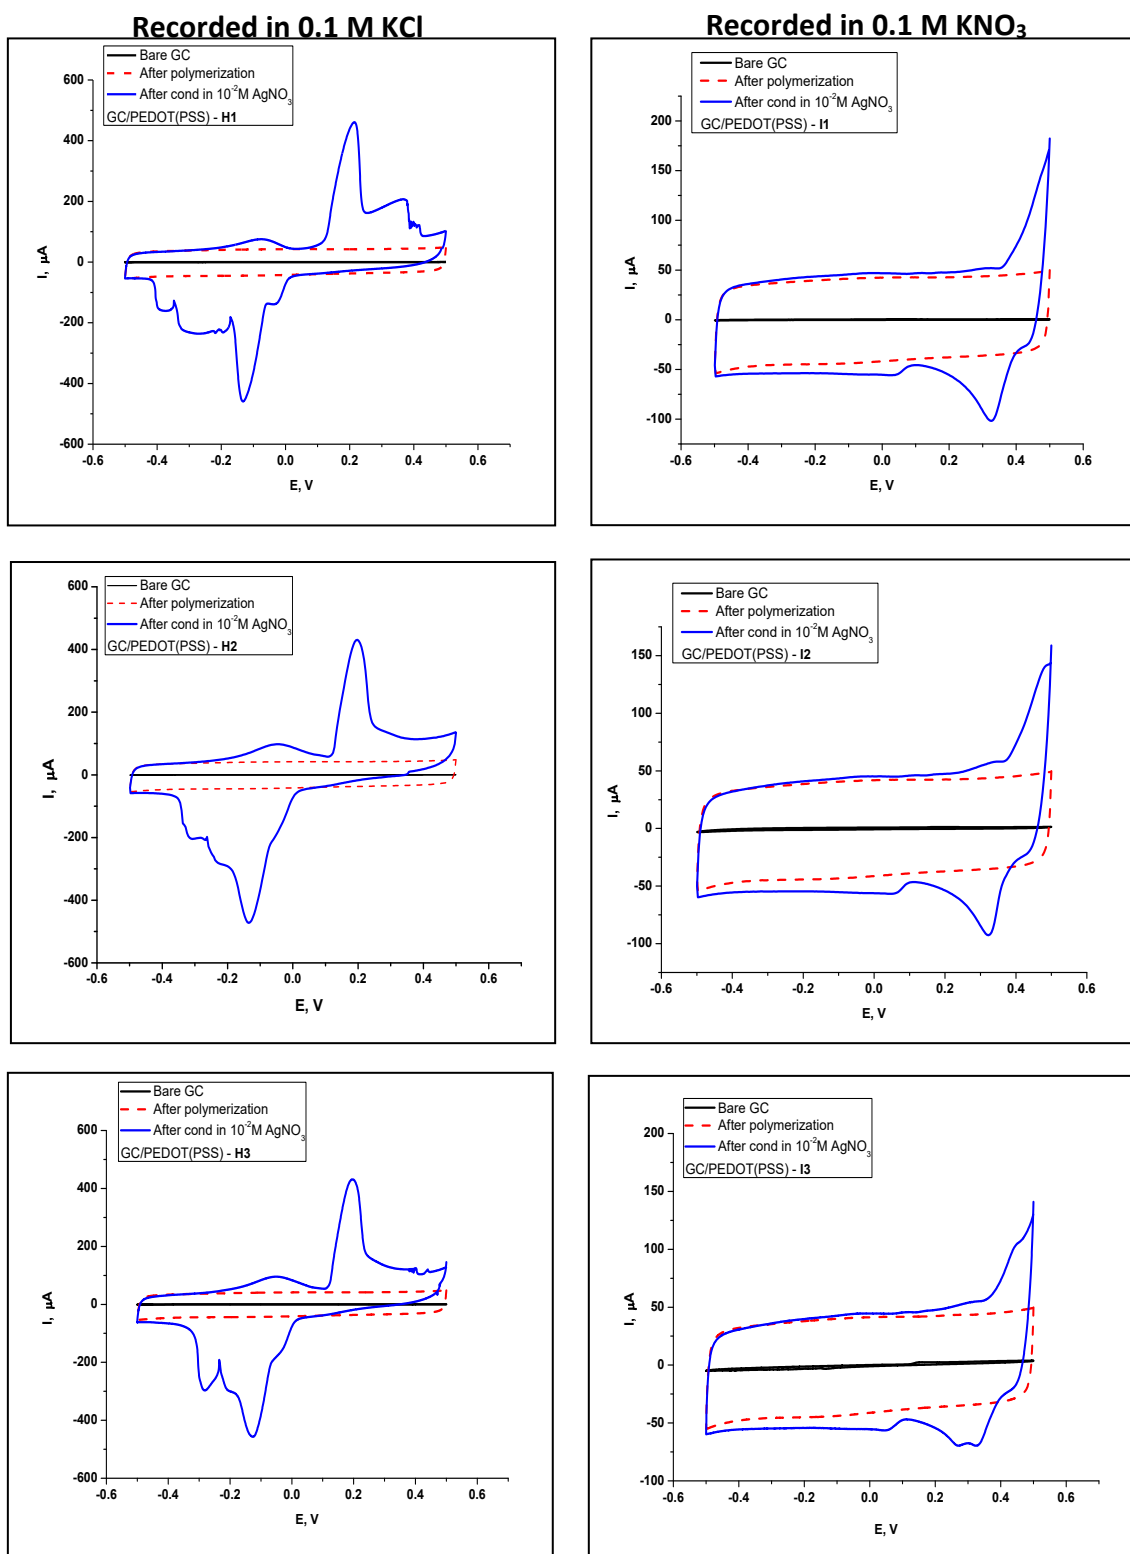 Recorded in 0.1 M KCl
Recorded in 0.1 M KNO₃
Bare GC
After polymerization
After cond in 10⁻²M AgNO₃
GC/PEDOT(PSS) - H1
600
400
200
0
-200
-400
-600
I, µA
-0.6
-0.4
-0.2
0.0
0.2
0.4
0.6
E, V
Bare GC
After polymerization
After cond in 10⁻²M AgNO₃
GC/PEDOT(PSS) - I1
200
150
100
50
0
-50
-100
I, µA
-0.6
-0.4
-0.2
0.0
0.2
0.4
0.6
E, V
Bare GC
After polymerization
After cond in 10⁻²M AgNO₃
GC/PEDOT(PSS) - H2
600
400
200
0
-200
-400
-600
I, µA
-0.6
-0.4
-0.2
0.0
0.2
0.4
0.6
E, V
Bare GC
After polymerization
After cond in 10⁻²M AgNO₃
GC/PEDOT(PSS) - I2
150
100
50
0
-50
-100
I, µA
-0.6
-0.4
-0.2
0.0
0.2
0.4
0.6
E, V
Bare GC
After polymerization
After cond in 10⁻²M AgNO₃
GC/PEDOT(PSS) - H3
600
400
200
0
-200
-400
-600
I, µA
-0.6
-0.4
-0.2
0.0
0.2
0.4
0.6
E, V
Bare GC
After polymerization
After cond in 10⁻²M AgNO₃
GC/PEDOT(PSS) - I3
200
150
100
50
0
-50
-100
I, µA
-0.6
-0.4
-0.2
0.0
0.2
0.4
0.6
E, V